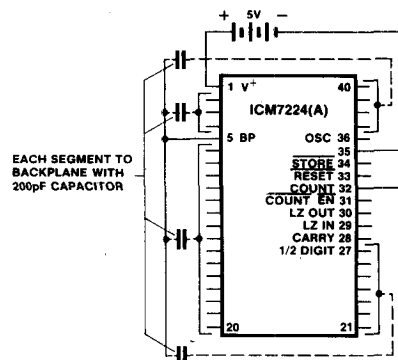 + 5V −
1 V+ 40
ICM7224(A)
5 BP OSC 36
35
EACH SEGMENT TO
BACKPLANE WITH
200pF CAPACITOR
STORE 34
RESET 33
COUNT 32
COUNT EN 31
LZ OUT 30
LZ IN 29
CARRY 28
1/2 DIGIT 27
20 21